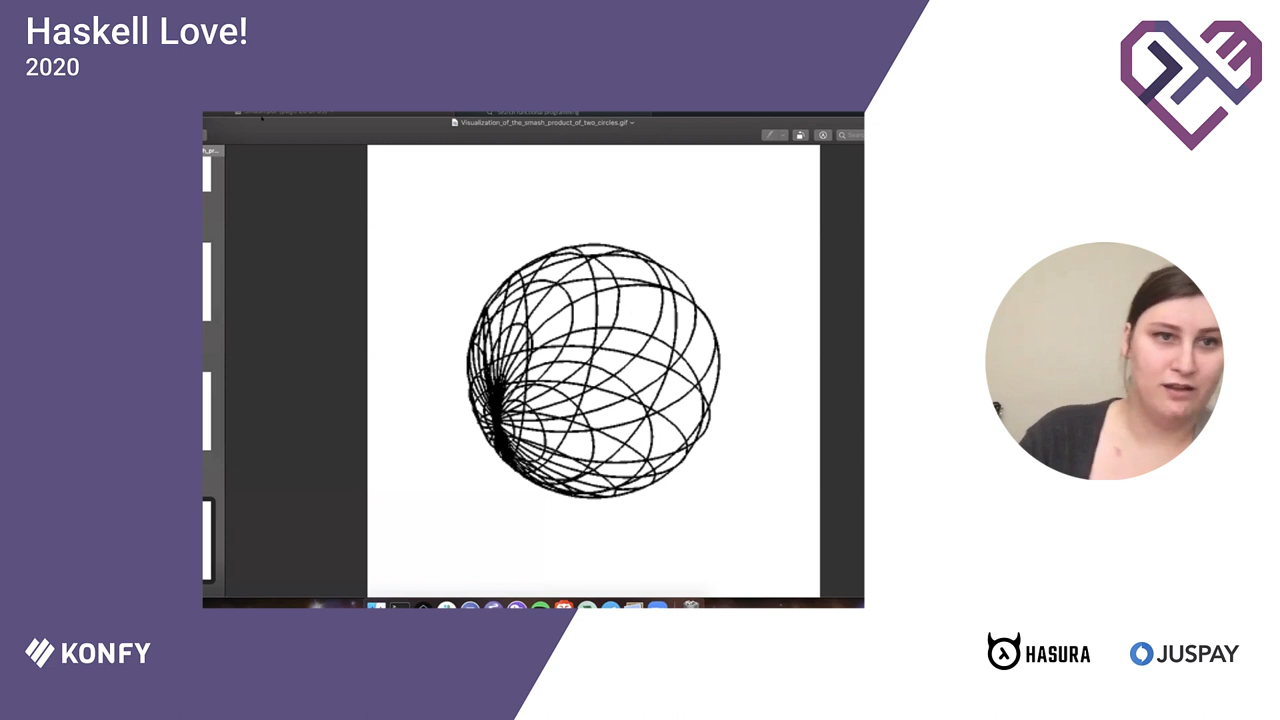 Haskell Love!
2020
Visualization_of_the_smash_product_of_two_circles.gif
KONFY
HASURA
JUSPAY